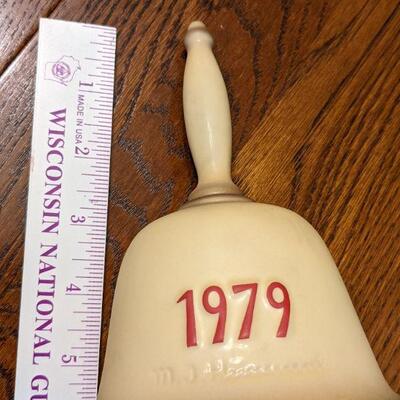 1 2 3 4 5
MADE IN USA
WISCONSIN NATIONAL GU
1979